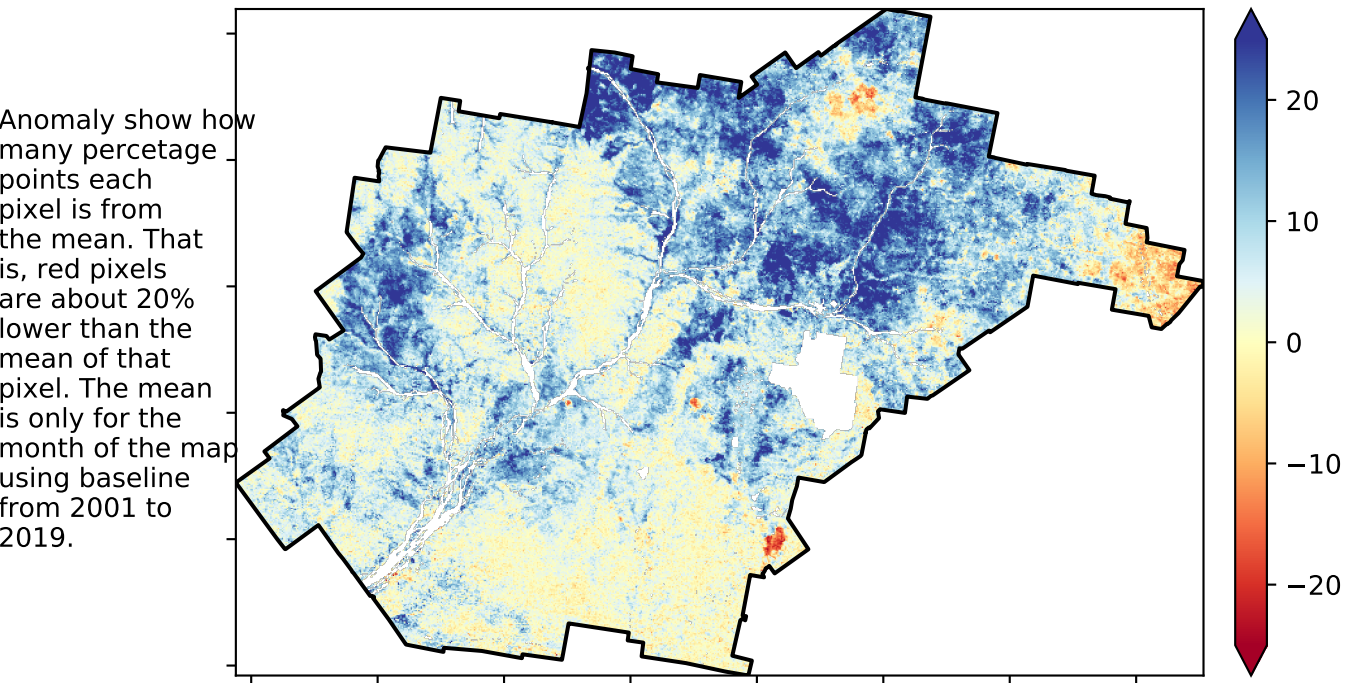 Anomaly show how
many percetage
points each
pixel is from
the mean. That
is, red pixels
are about 20%
lower than the
mean of that
pixel. The mean
is only for the
month of the map
using baseline
from 2001 to
2019.
20
10
0
−10
−20